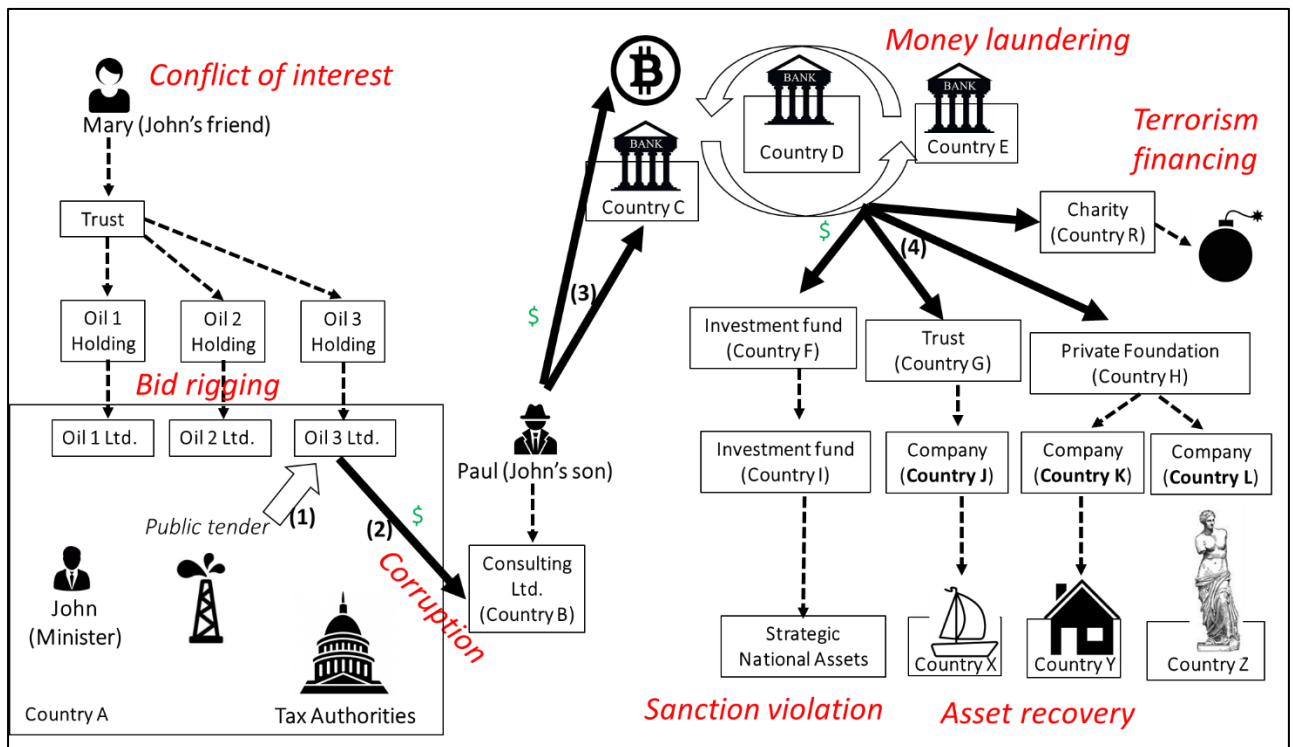 Conflict of interest
Mary (John's friend)
Trust
Oil 1
Holding
Oil 2
Holding
Oil 3
Holding
Bid rigging
Oil 1 Ltd.
Oil 2 Ltd.
Oil 3 Ltd.
Public tender
(1)
(2)
$
Corruption
John
(Minister)
Country A
Tax Authorities
Paul (John's son)
Consulting
Ltd.
(Country B)
$
(3)
Money laundering
BANK
Country C
BANK
Country D
BANK
Country E
$
(4)
Terrorism
financing
Charity
(Country R)
Investment fund
(Country F)
Trust
(Country G)
Private Foundation
(Country H)
Investment fund
(Country I)
Company
(Country J)
Company
(Country K)
Company
(Country L)
Strategic
National Assets
Country X
Country Y
Country Z
Sanction violation
Asset recovery